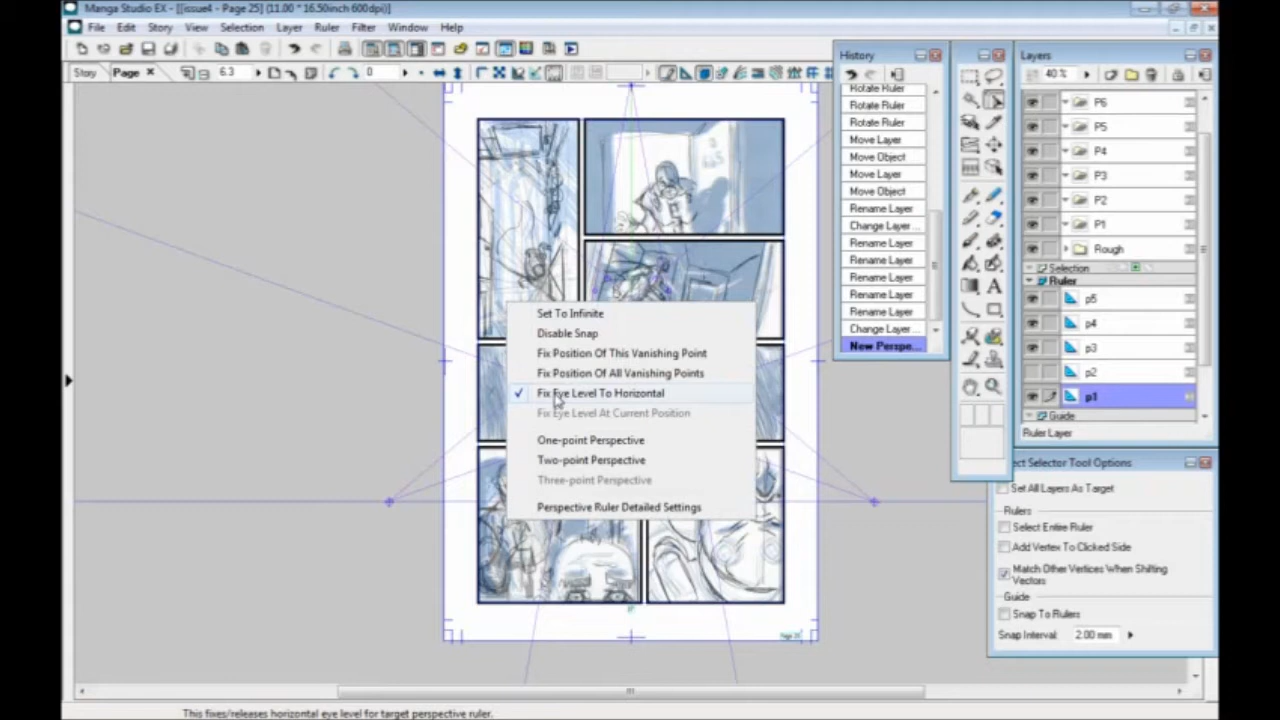 Manga Studio EX - [[issue4 - Page 25] (11.00 * 16.50inch 600dpi)]
File Edit Story View Selection Layer Ruler Filter Window Help
Story Page 6.3 0
History
Rotate Ruler
Rotate Ruler
Rotate Ruler
Move Layer
Move Object
Move Layer
Move Object
Rename Layer
Change Layer ...
Rename Layer
Rename Layer
Rename Layer
Rename Layer
Rename Layer
Change Layer ...
New Perspe...
Layers
40 %
P6
P5
P4
P3
P2
P1
Rough
Selection
Ruler
p5
p4
p3
p2
p1
Guide
Ruler Layer
Set To Infinite
Disable Snap
Fix Position Of This Vanishing Point
Fix Position Of All Vanishing Points
Fix Eye Level To Horizontal
Fix Eye Level At Current Position
One-point Perspective
Two-point Perspective
Three-point Perspective
Perspective Ruler Detailed Settings
ect Selector Tool Options
Set All Layers As Target
Rulers
Select Entire Ruler
Add Vertex To Clicked Side
Match Other Vertices When Shifting
Vectors
Guide
Snap To Rulers
Snap Interval: 2.00 mm
Page 25
This fixes/releases horizontal eye level for target perspective ruler.